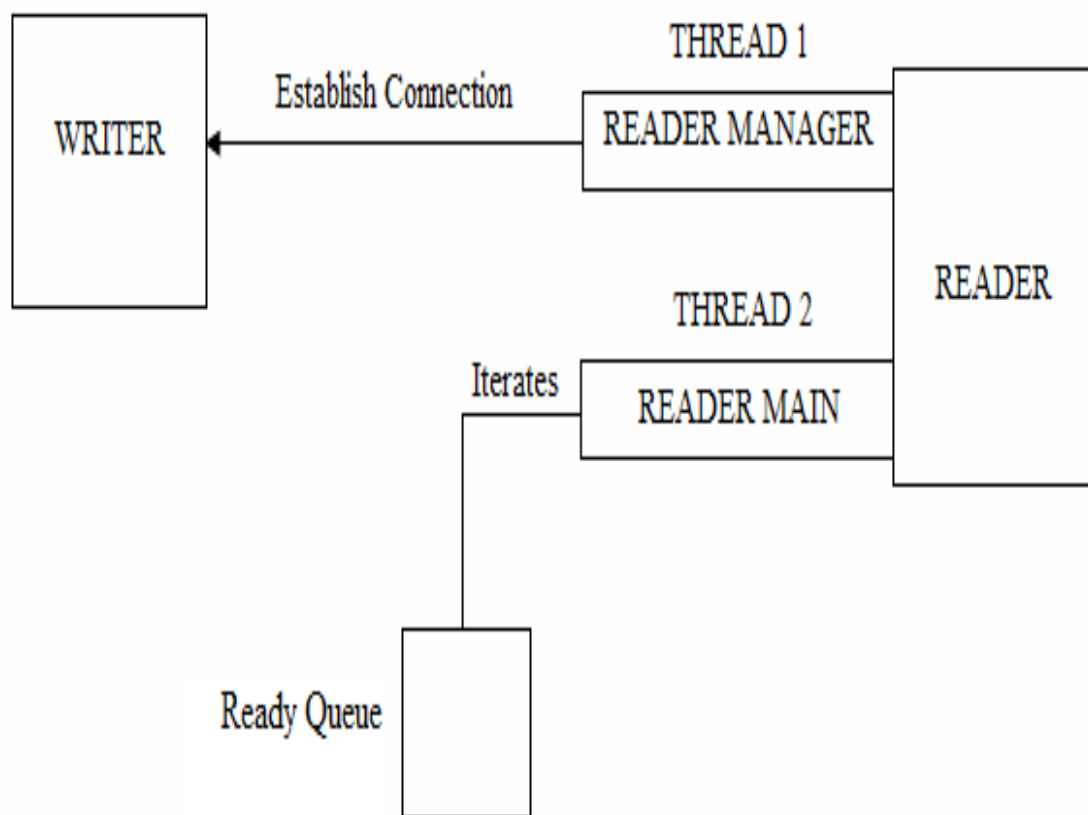 THREAD 1
Establish Connection
WRITER
READER MANAGER
READER
THREAD 2
Iterates
READER MAIN
Ready Queue